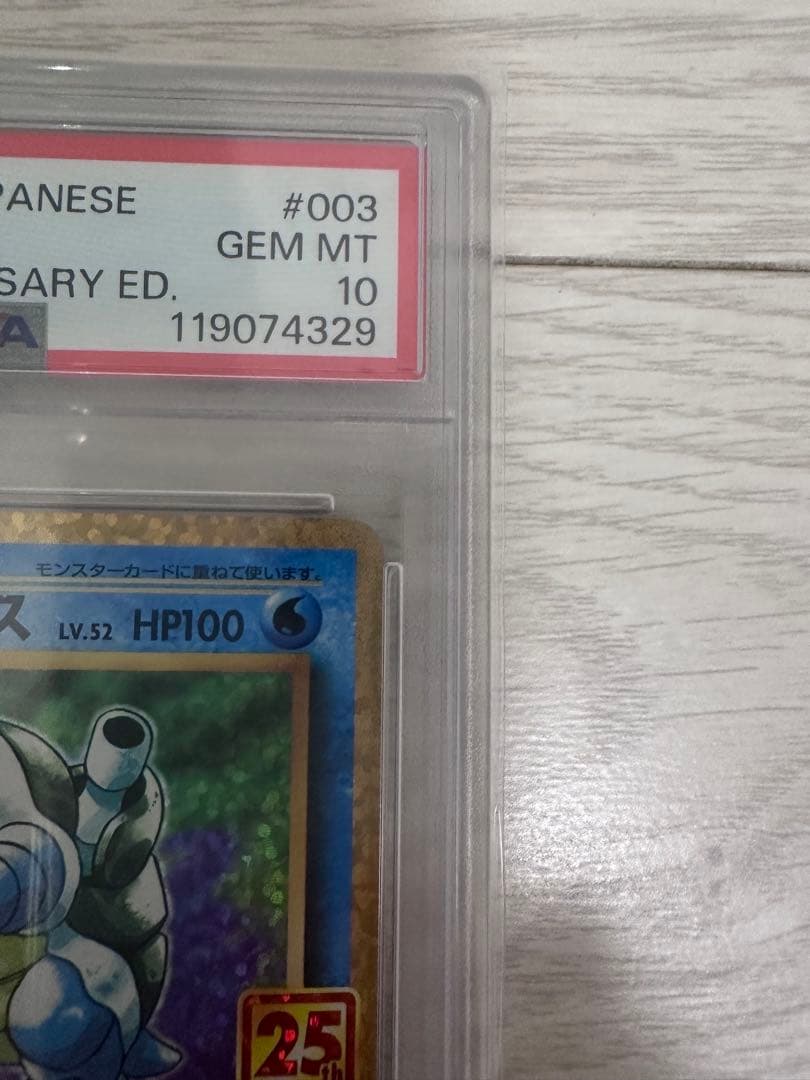 PANESE #003
GEM MT
SARY ED. 10
A 119074329
モンスターカードに重ねて使います。
ス LV.52 HP100
25th